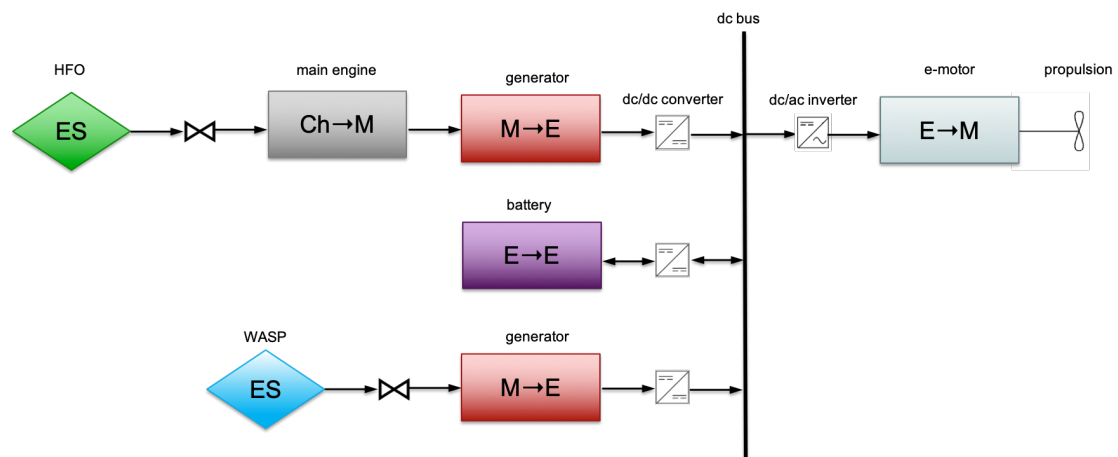 dc bus
HFO
main engine
generator
e-motor
propulsion
dc/dc converter
dc/ac inverter
ES
Ch→M
M→E
E→M
battery
E→E
WASP
generator
ES
M→E